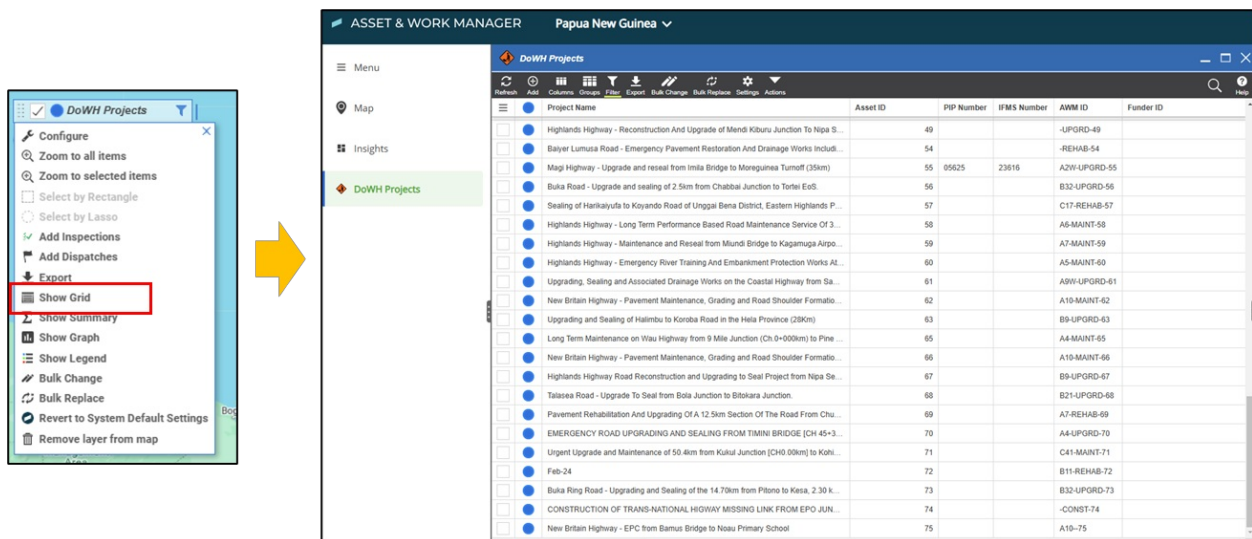 DoWH Projects
Configure
Zoom to all items
Zoom to selected items
Select by Rectangle
Select by Lasso
Add Inspections
Add Dispatches
Export
Show Grid
Show Summary
Show Graph
Show Legend
Bulk Change
Bulk Replace
Revert to System Default Settings
Remove layer from map
ASSET & WORK MANAGER Papua New Guinea
Menu
Map
Insights
DoWH Projects
DoWH Projects
Refresh Add Columns Groups Filter Export Bulk Change Bulk Replace Settings Actions Help
Project Name Asset ID PIP Number IFMS Number AWM ID Funder ID
Highlands Highway - Reconstruction And Upgrade of Mendi Kiburu Junction To Nipa S... 49 -UPGRD-49
Baiyer Lumusa Road - Emergency Pavement Restoration And Drainage Works Includi... 54 -REHAB-54
Magi Highway - Upgrade and reseal from Imila Bridge to Moreguinea Turnoff (35km) 55 05625 23616 A2W-UPGRD-55
Buka Road - Upgrade and sealing of 2.5km from Chabbai Junction to Tortei EoS. 56 B32-UPGRD-56
Sealing of Harikaiyufa to Koyando Road of Unggai Bena District, Eastern Highlands P... 57 C17-REHAB-57
Highlands Highway - Long Term Performance Based Road Maintenance Service Of 3... 58 A6-MAINT-58
Highlands Highway - Maintenance and Reseal from Miundi Bridge to Kagamuga Airpo... 59 A7-MAINT-59
Highlands Highway - Emergency River Training And Embankment Protection Works At... 60 A5-MAINT-60
Upgrading, Sealing and Associated Drainage Works on the Coastal Highway from Sa... 61 A9W-UPGRD-61
New Britain Highway - Pavement Maintenance, Grading and Road Shoulder Formatio... 62 A10-MAINT-62
Upgrading and Sealing of Halimbu to Koroba Road in the Hela Province (28Km) 63 B9-UPGRD-63
Long Term Maintenance on Wau Highway from 9 Mile Junction (Ch.0+000km) to Pine ... 65 A4-MAINT-65
New Britain Highway - Pavement Maintenance, Grading and Road Shoulder Formatio... 66 A10-MAINT-66
Highlands Highway Road Reconstruction and Upgrading to Seal Project from Nipa Se... 67 B9-UPGRD-67
Talasea Road - Upgrade To Seal from Bola Junction to Bitokara Junction. 68 B21-UPGRD-68
Pavement Rehabilitation And Upgrading Of A 12.5km Section Of The Road From Chu... 69 A7-REHAB-69
EMERGENCY ROAD UPGRADING AND SEALING FROM TIMINI BRIDGE [CH 45+3... 70 A4-UPGRD-70
Urgent Upgrade and Maintenance of 50.4km from Kukul Junction [CH0.00km] to Kohi... 71 C41-MAINT-71
Feb-24 72 B11-REHAB-72
Buka Ring Road - Upgrading and Sealing of the 14.70km from Pitono to Kesa, 2.30 k... 73 B32-UPGRD-73
CONSTRUCTION OF TRANS-NATIONAL HIGWAY MISSING LINK FROM EPO JUN... 74 -CONST-74
New Britain Highway - EPC from Bamus Bridge to Noau Primary School 75 A10--75